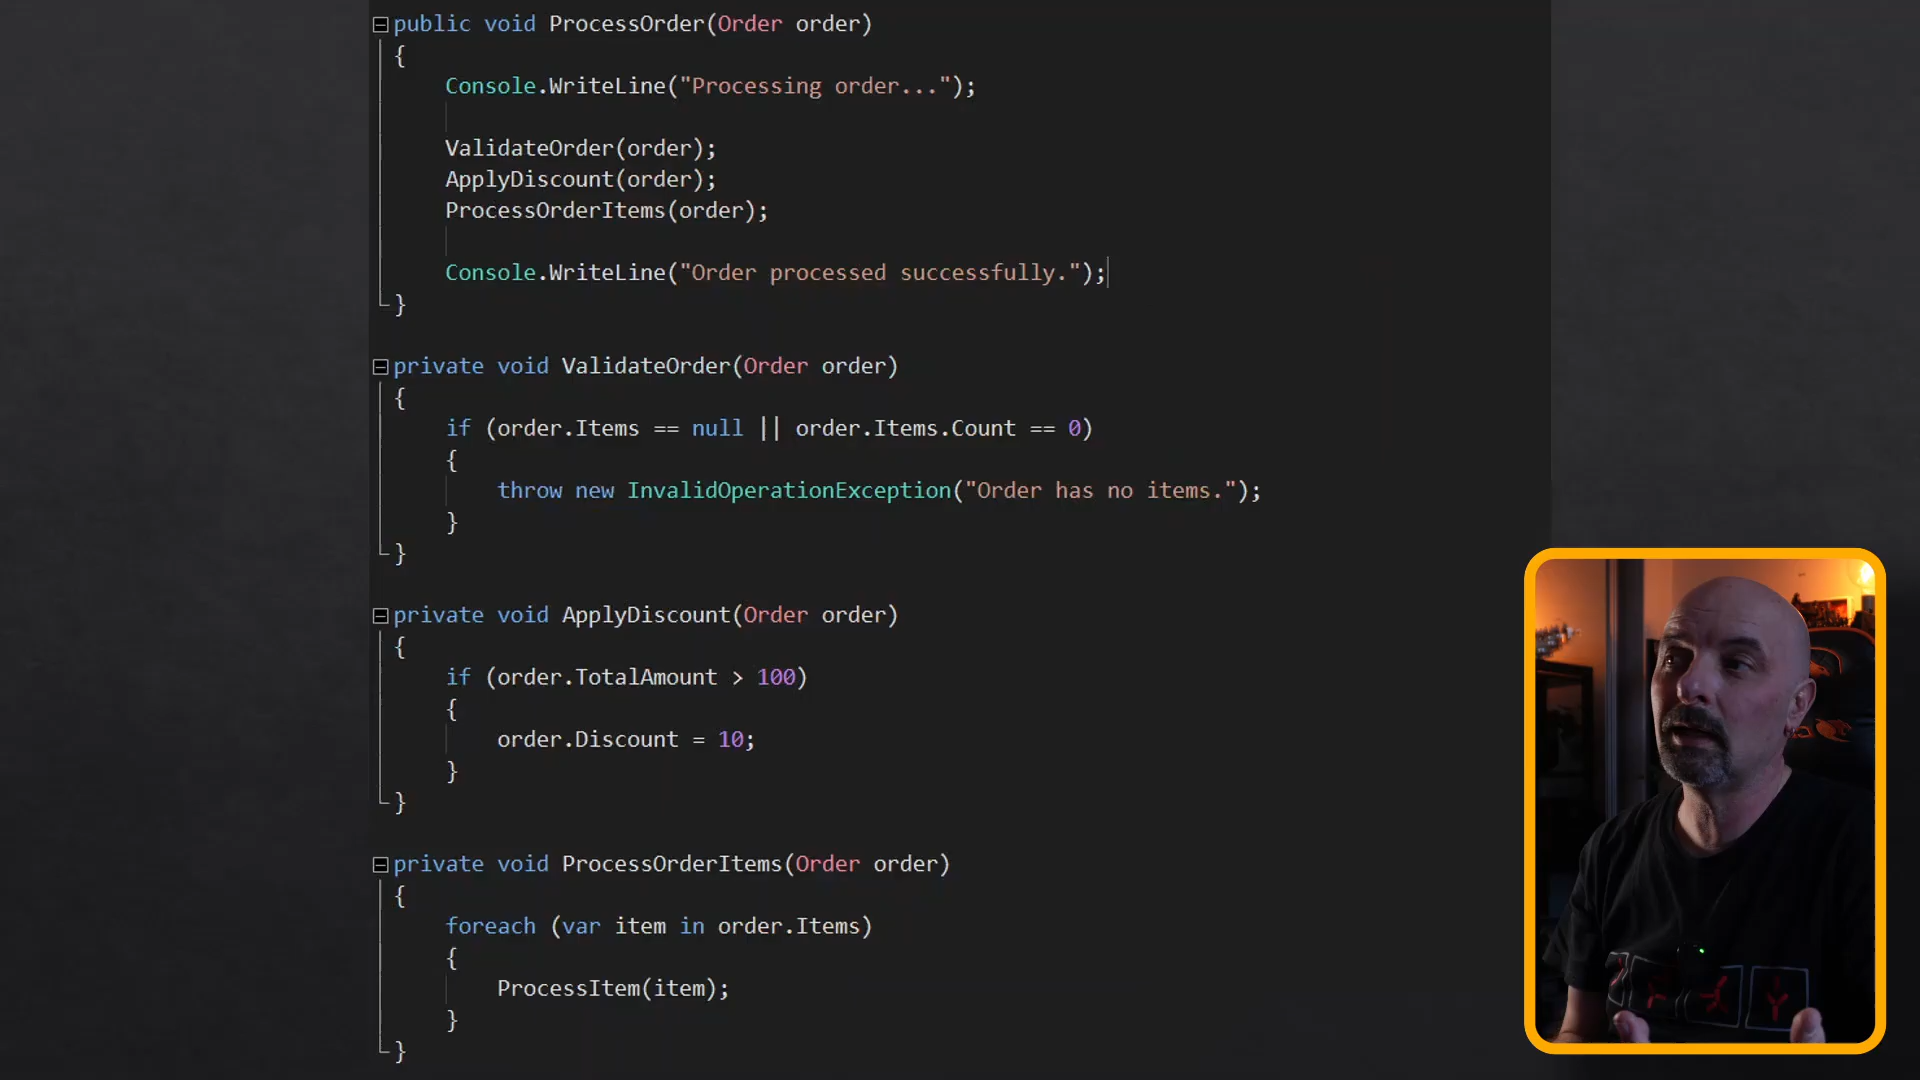 public void ProcessOrder(Order order)
{
Console.WriteLine("Processing order...");
ValidateOrder(order);
ApplyDiscount(order);
ProcessOrderItems(order);
Console.WriteLine("Order processed successfully.");
}
private void ValidateOrder(Order order)
{
if (order.Items == null || order.Items.Count == 0)
{
throw new InvalidOperationException("Order has no items.");
}
}
private void ApplyDiscount(Order order)
{
if (order.TotalAmount > 100)
{
order.Discount = 10;
}
}
private void ProcessOrderItems(Order order)
{
foreach (var item in order.Items)
{
ProcessItem(item);
}
}